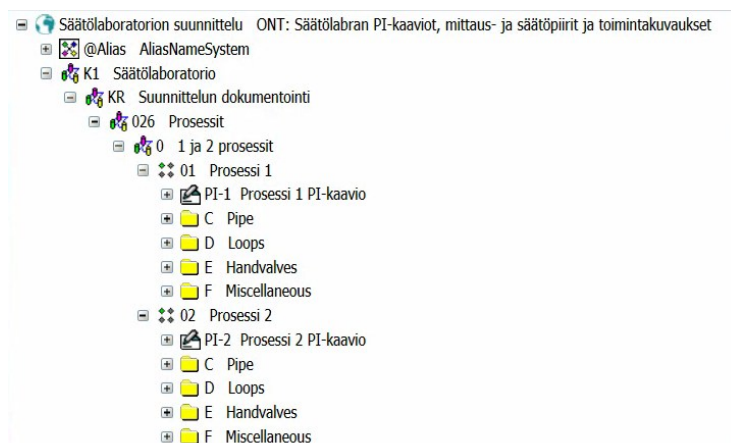 Säätölaboratorion suunnittelu ONT: Säätölabran PI-kaaviot, mittaus- ja säätöpiirit ja toimintakuvaukset
@Alias AliasNameSystem
K1 Säätölaboratorio
KR Suunnittelun dokumentointi
026 Prosessit
0 1 ja 2 prosessit
01 Prosessi 1
PI-1 Prosessi 1 PI-kaavio
C Pipe
D Loops
E Handvalves
F Miscellaneous
02 Prosessi 2
PI-2 Prosessi 2 PI-kaavio
C Pipe
D Loops
E Handvalves
F Miscellaneous